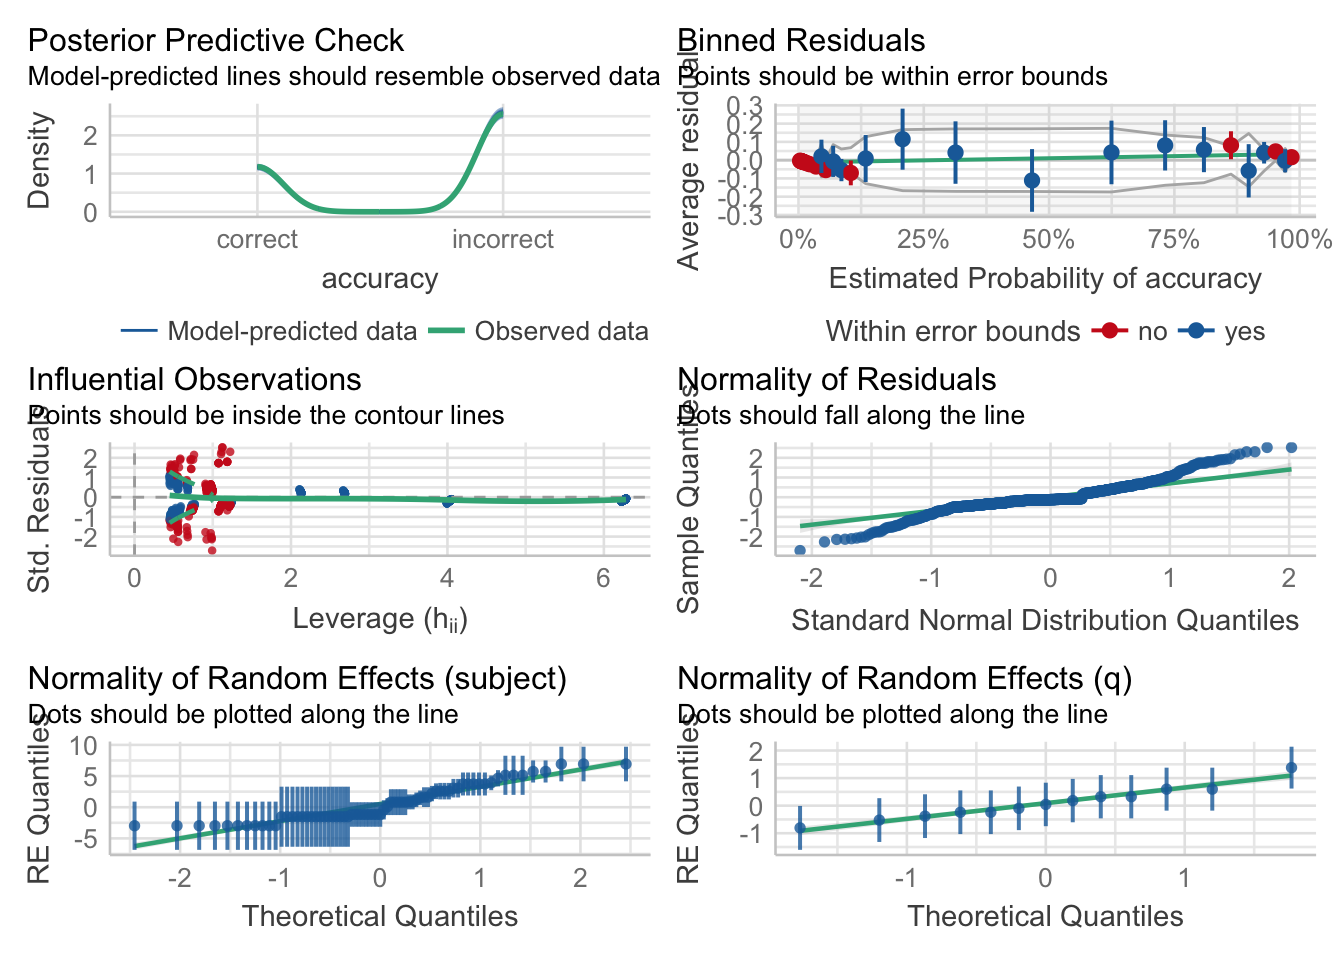 Posterior Predictive Check
Model-predicted lines should resemble observed data
Density
2
1
0
correct
incorrect
accuracy
Model-predicted data
Observed data
Binned Residuals
Points should be within error bounds
Average residual
0.3
0.2
0.1
0.0
-0.1
-0.2
-0.3
0%
25%
50%
75%
100%
Estimated Probability of accuracy
Within error bounds
no
yes
Influential Observations
Points should be inside the contour lines
Std. Residuals
2
1
0
-1
-2
0
2
4
6
Leverage (hii)
Normality of Residuals
Dots should fall along the line
Sample Quantiles
2
1
0
-1
-2
-2
-1
0
1
2
Standard Normal Distribution Quantiles
Normality of Random Effects (subject)
Dots should be plotted along the line
RE Quantiles
10
5
0
-5
-2
-1
0
1
2
Theoretical Quantiles
Normality of Random Effects (q)
Dots should be plotted along the line
RE Quantiles
2
1
0
-1
-1
0
1
Theoretical Quantiles